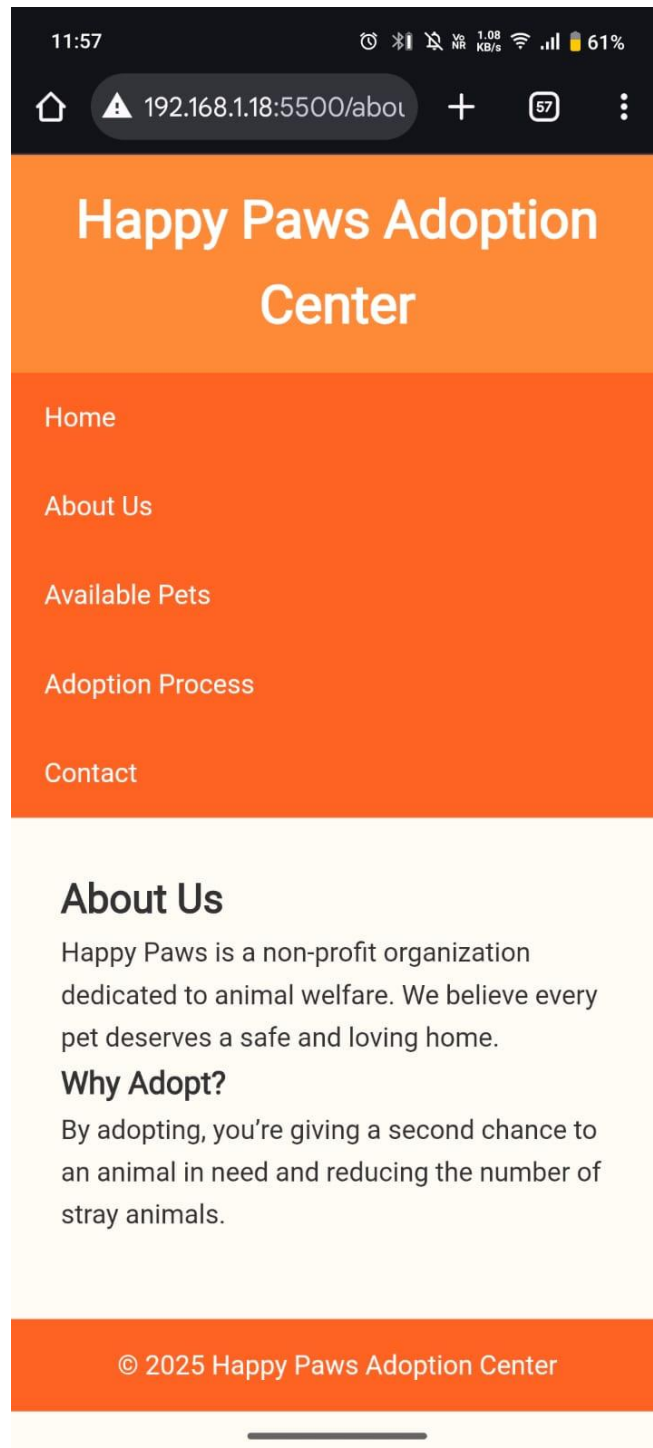 11:57 Vo NR 1.08 KB/s 61%
192.168.1.18:5500/abou 57
Happy Paws Adoption
Center
Home
About Us
Available Pets
Adoption Process
Contact
About Us
Happy Paws is a non-profit organization
dedicated to animal welfare. We believe every
pet deserves a safe and loving home.
Why Adopt?
By adopting, you’re giving a second chance to
an animal in need and reducing the number of
stray animals.
© 2025 Happy Paws Adoption Center